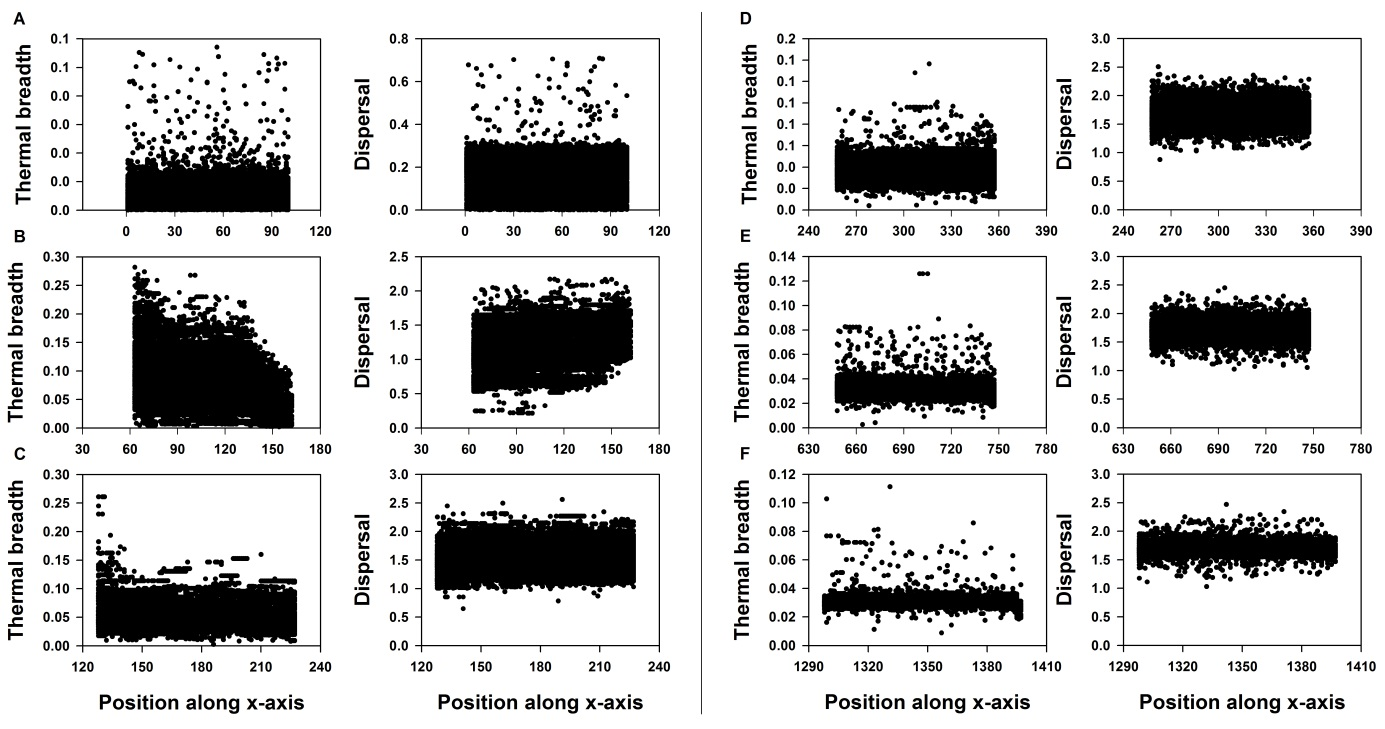 A
Thermal breadth
0.1
0.1
0.0
0.0
0.0
0.0
0.0
0 30 60 90 120
Dispersal
0.8
0.6
0.4
0.2
0.0
0 30 60 90 120
B
Thermal breadth
0.30
0.25
0.20
0.15
0.10
0.05
0.00
30 60 90 120 150 180
Dispersal
2.5
2.0
1.5
1.0
0.5
0.0
30 60 90 120 150 180
C
Thermal breadth
0.30
0.25
0.20
0.15
0.10
0.05
0.00
120 150 180 210 240
Position along x-axis
Dispersal
3.0
2.5
2.0
1.5
1.0
0.5
0.0
120 150 180 210 240
Position along x-axis
D
Thermal breadth
0.2
0.1
0.1
0.1
0.1
0.1
0.0
0.0
0.0
240 270 300 330 360 390
Dispersal
3.0
2.5
2.0
1.5
1.0
0.5
0.0
240 270 300 330 360 390
E
Thermal breadth
0.14
0.12
0.10
0.08
0.06
0.04
0.02
0.00
630 660 690 720 750 780
Dispersal
3.0
2.5
2.0
1.5
1.0
0.5
0.0
630 660 690 720 750 780
F
Thermal breadth
0.12
0.10
0.08
0.06
0.04
0.02
0.00
1290 1320 1350 1380 1410
Position along x-axis
Dispersal
3.0
2.5
2.0
1.5
1.0
0.5
0.0
1290 1320 1350 1380 1410
Position along x-axis